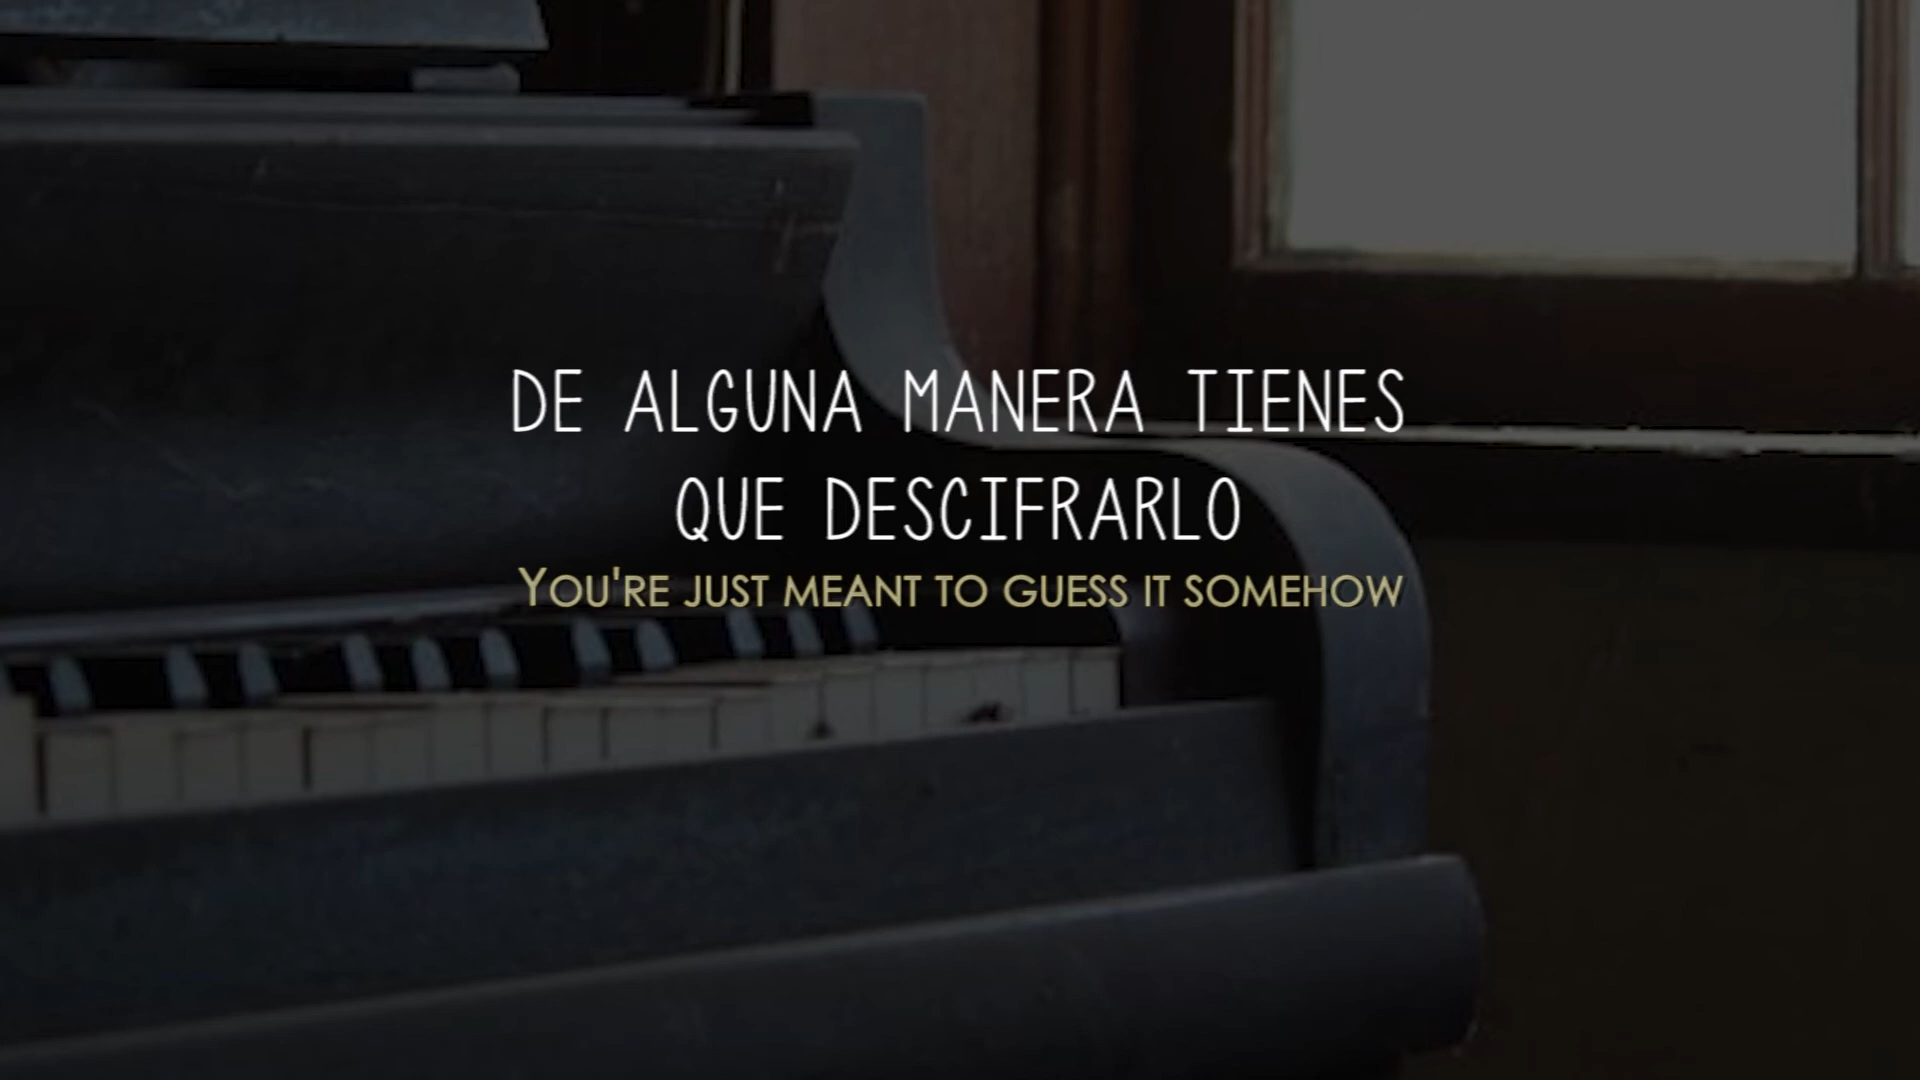 DE ALGUNA MANERA TIENES
QUE DESCIFRARLO
YOU'RE JUST MEANT TO GUESS IT SOMEHOW